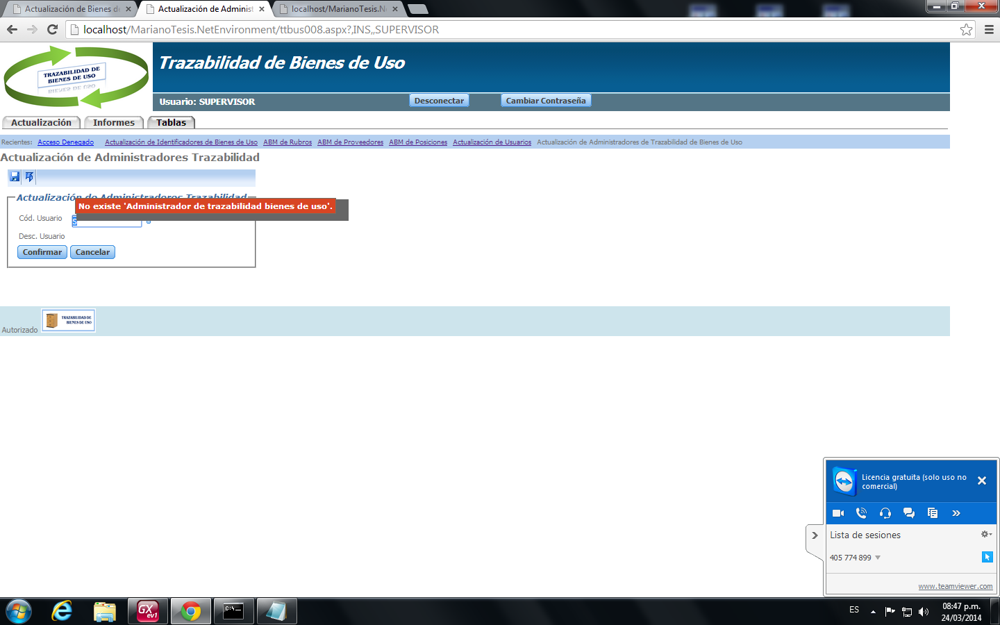 Actualización de Bienes de
Actualización de Administ
localhost/MarianoTesis.Ne
localhost/MarianoTesis.NetEnvironment/ttbus008.aspx?,INS,,SUPERVISOR
TRAZABILIDAD DE
BIENES DE USO
Trazabilidad de Bienes de Uso
Usuario: SUPERVISOR
Desconectar
Cambiar Contraseña
Actualización
Informes
Tablas
Recientes: Acceso Denegado Actualización de Identificadores de Bienes de Uso ABM de Rubros ABM de Proveedores ABM de Posiciones Actualización de Usuarios Actualización de Administradores de Trazabilidad de Bienes de Uso
Actualización de Administradores Trazabilidad
Actualización de Administradores Trazabilidad
No existe 'Administrador de trazabilidad bienes de uso'.
Cód. Usuario
S
Desc. Usuario
Confirmar
Cancelar
Autorizado
TRAZABILIDAD DE
BIENES DE USO
Licencia gratuita (solo uso no
comercial)
Lista de sesiones
405 774 899
www.teamviewer.com
GX
ev1
C:\
ES
08:47 p.m.
24/03/2014